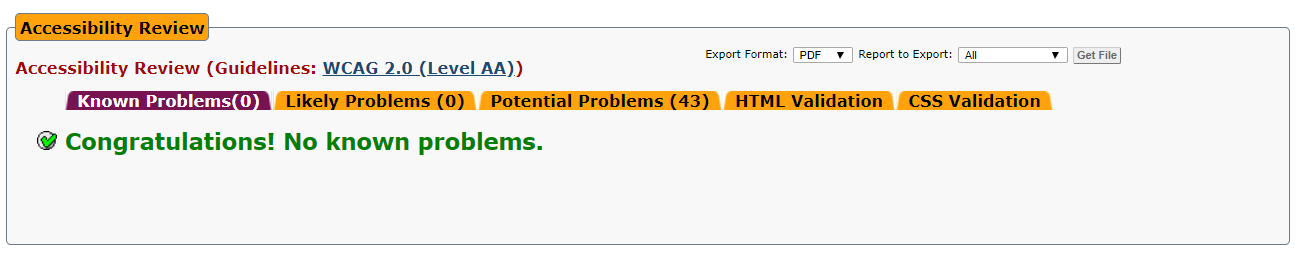 Accessibility Review
Export Format: PDF Report to Export: All Get File
Accessibility Review (Guidelines: WCAG 2.0 (Level AA))
Known Problems(0) Likely Problems (0) Potential Problems (43) HTML Validation CSS Validation
Congratulations! No known problems.